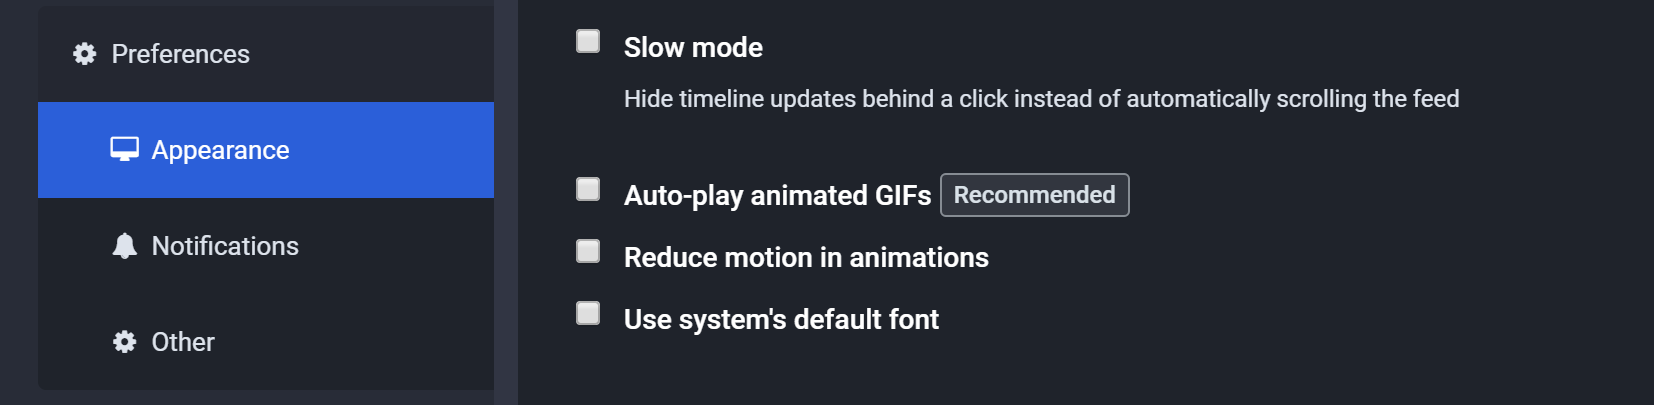 Preferences
Appearance
Notifications
Other
Slow mode
Hide timeline updates behind a click instead of automatically scrolling the feed
Auto-play animated GIFs Recommended
Reduce motion in animations
Use system's default font